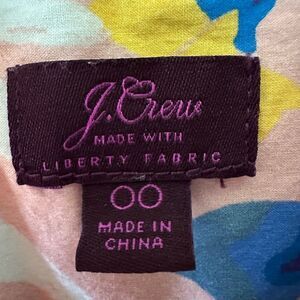 J.Crew
MADE WITH
LIBERTY FABRIC
00
MADE IN
CHINA